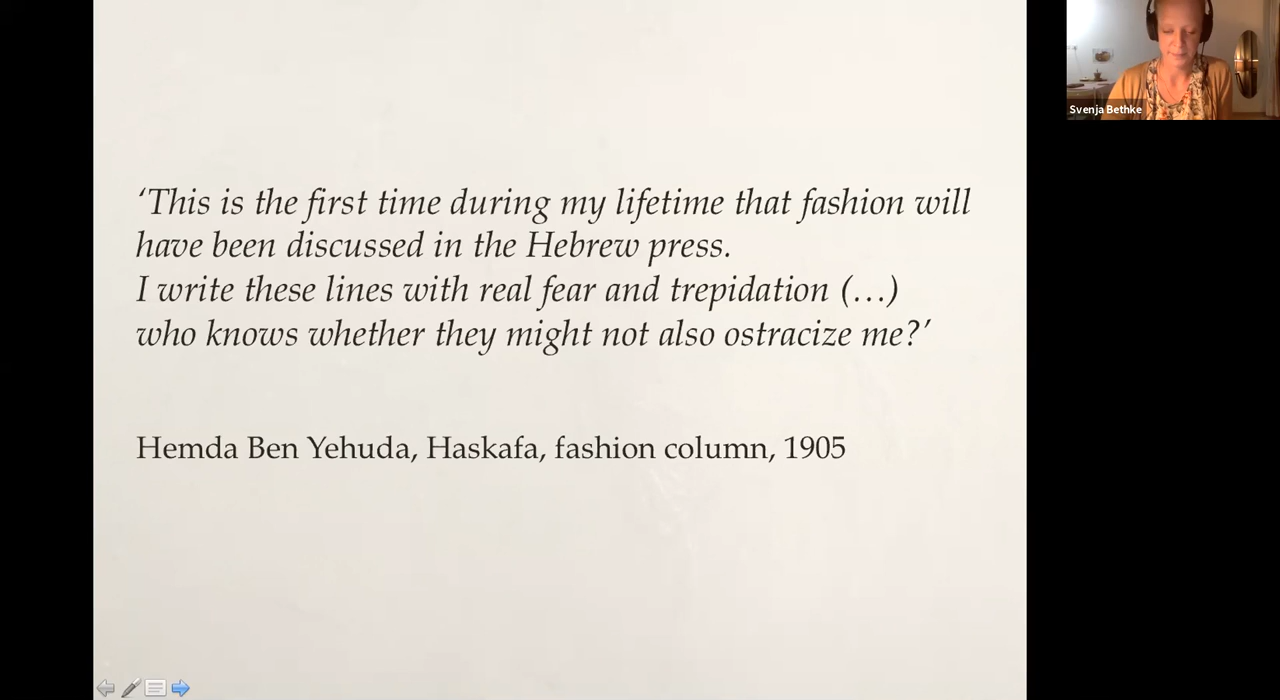 ‘This is the first time during my lifetime that fashion will
have been discussed in the Hebrew press.
I write these lines with real fear and trepidation (…)
who knows whether they might not also ostracize me?’
Hemda Ben Yehuda, Haskafa, fashion column, 1905
Svenja Bethke